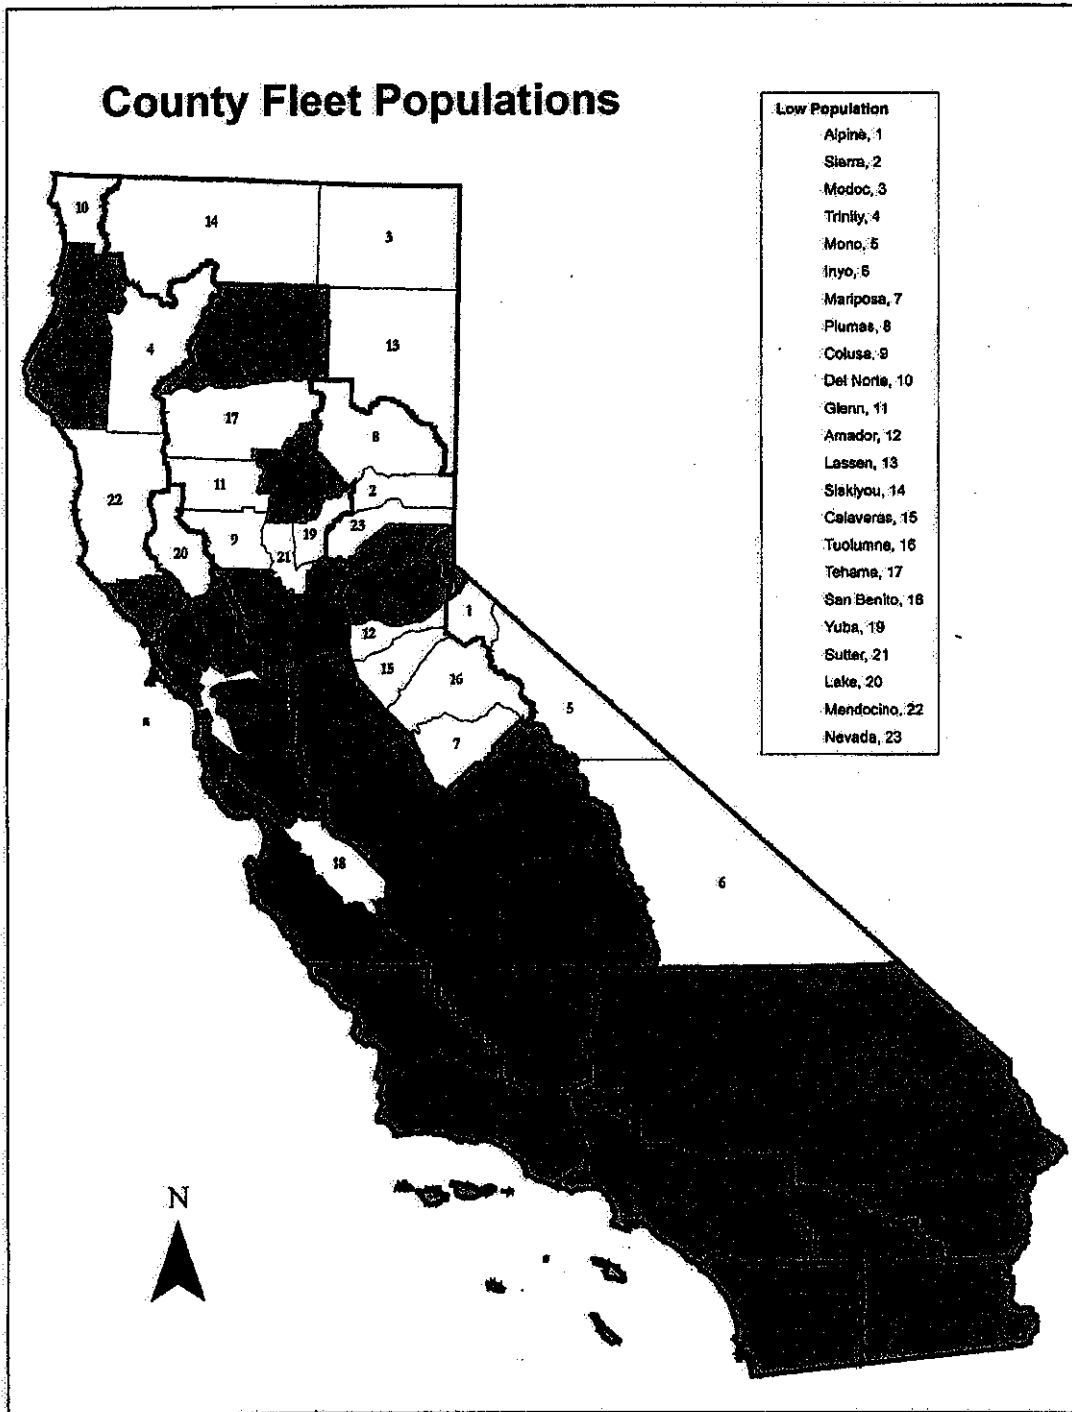 County Fleet Populations
Low Population
Alpine, 1
Sierra, 2
Modoc, 3
Trinity, 4
Mono, 5
Inyo, 6
Mariposa, 7
Plumas, 8
Colusa, 9
Del Norte, 10
Glenn, 11
Amador, 12
Lassen, 13
Siskiyou, 14
Calaveras, 15
Tuolumne, 16
Tehama, 17
San Benito, 18
Yuba, 19
Sutter, 21
Lake, 20
Mendocino, 22
Nevada, 23
10
14
3
4
13
17
8
11
2
22
19
23
9
20
21
1
12
15
16
5
7
18
6
N